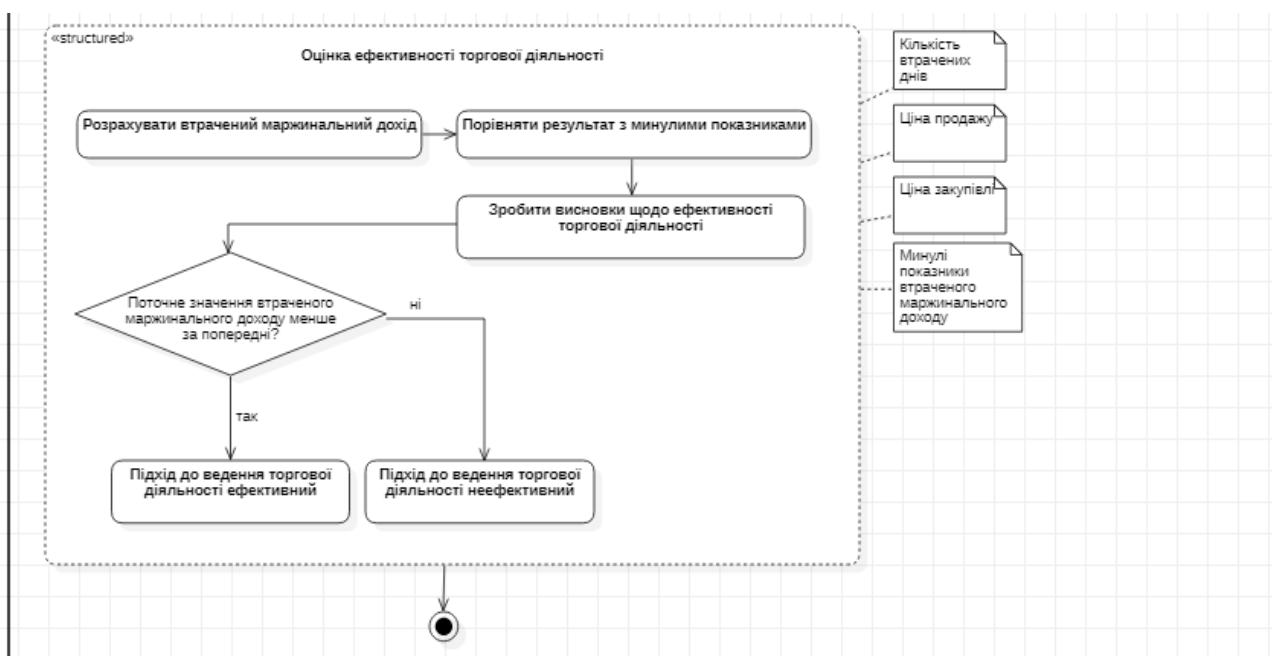 «structured»
Оцінка ефективності торгової діяльності
Розрахувати втрачений маржинальний дохід
Порівняти результат з минулими показниками
Зробити висновки щодо ефективності
торгової діяльності
Поточне значення втраченого
маржинального доходу менше
за попередні?
ні
так
Підхід до ведення торгової
діяльності ефективний
Підхід до ведення торгової
діяльності неефективний
Кількість
втрачених
днів
Ціна продажу
Ціна закупівлі
Минулі
показники
втраченого
маржинального
доходу